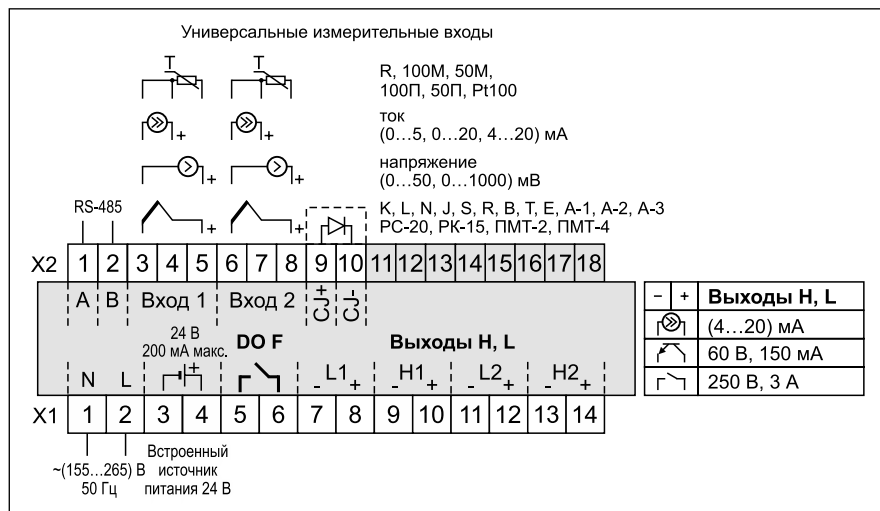 Универсальные измерительные входы
T
T
R, 100М, 50М,
100П, 50П, Pt100
ток
(0...5, 0...20, 4...20) мА
+
+
напряжение
(0...50, 0...1000) мВ
+
+
K, L, N, J, S, R, B, T, E, А-1, А-2, А-3
РС-20, РК-15, ПМТ-2, ПМТ-4
+
+
RS-485
X2 1 2 3 4 5 6 7 8 9 10 11 12 13 14 15 16 17 18
A B Вход 1 Вход 2 CJ+ CJ-
24 В
200 мА макс.
DO F
Выходы H, L
N L + - L1 + - H1 + - L2 + - H2 +
X1 1 2 3 4 5 6 7 8 9 10 11 12 13 14
~(155...265) В
50 Гц
Встроенный
источник
питания 24 В
- + Выходы H, L
(4...20) мА
60 В, 150 мА
250 В, 3 А